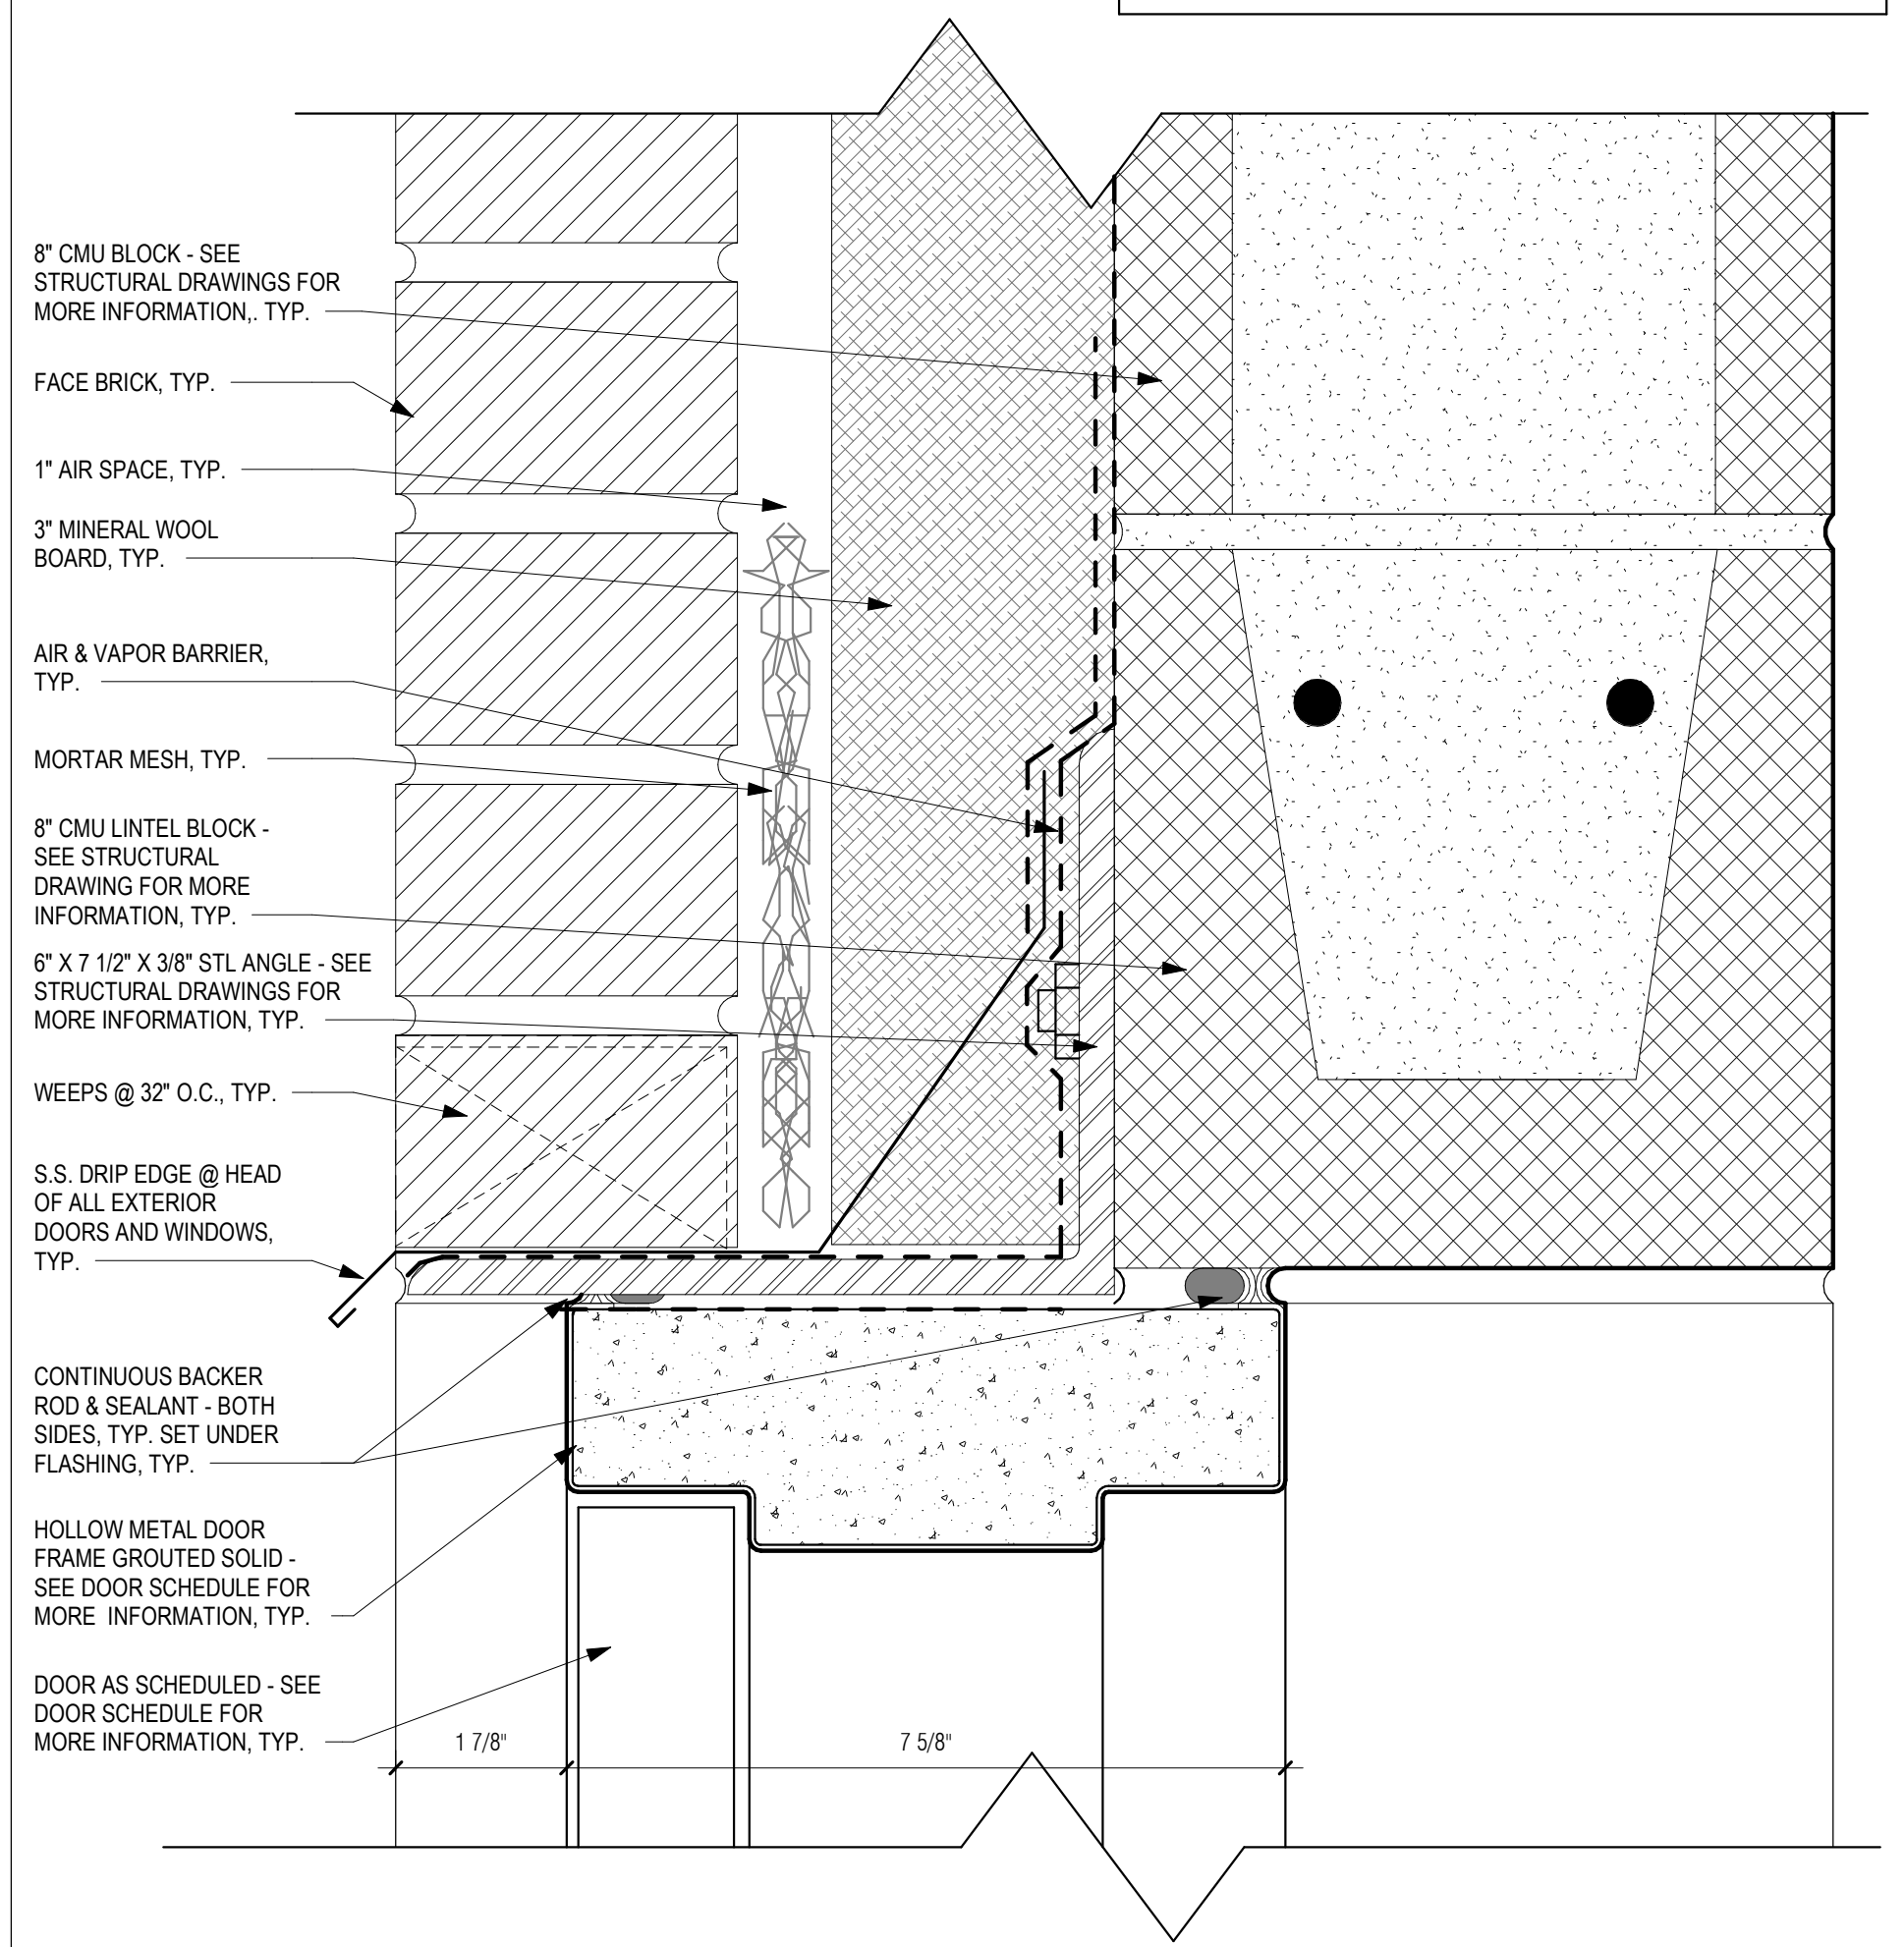 8" CMU BLOCK - SEE
STRUCTURAL DRAWINGS FOR
MORE INFORMATION,. TYP.
FACE BRICK, TYP.
1" AIR SPACE, TYP.
3" MINERAL WOOL
BOARD, TYP.
AIR & VAPOR BARRIER,
TYP.
MORTAR MESH, TYP.
8" CMU LINTEL BLOCK -
SEE STRUCTURAL
DRAWING FOR MORE
INFORMATION, TYP.
6" X 7 1/2" X 3/8" STL ANGLE - SEE
STRUCTURAL DRAWINGS FOR
MORE INFORMATION, TYP.
WEEPS @ 32" O.C., TYP.
S.S. DRIP EDGE @ HEAD
OF ALL EXTERIOR
DOORS AND WINDOWS,
TYP.
CONTINUOUS BACKER
ROD & SEALANT - BOTH
SIDES, TYP. SET UNDER
FLASHING, TYP.
HOLLOW METAL DOOR
FRAME GROUTED SOLID -
SEE DOOR SCHEDULE FOR
MORE INFORMATION, TYP.
DOOR AS SCHEDULED - SEE
DOOR SCHEDULE FOR
MORE INFORMATION, TYP.
1 7/8"
7 5/8"